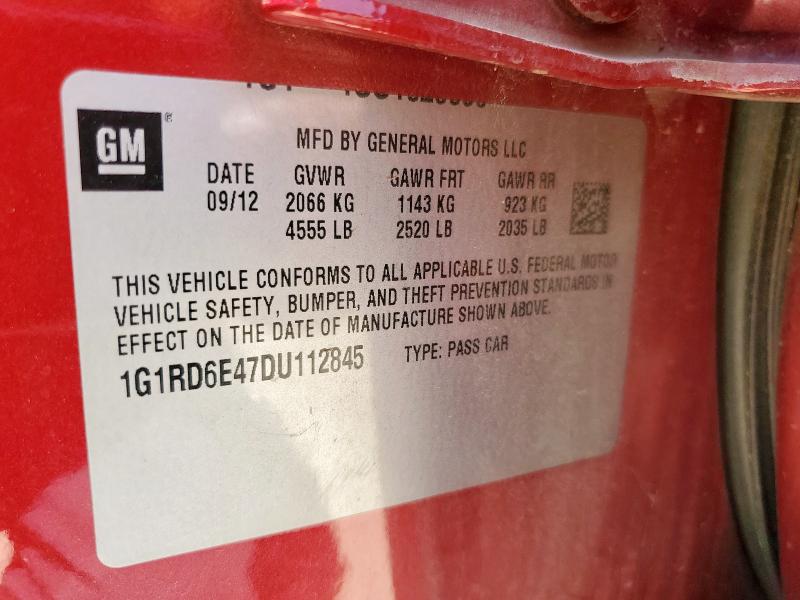 GM
MFD BY GENERAL MOTORS LLC
DATE GVWR GAWR FRT GAWR RR
09/12 2066 KG 1143 KG 923 KG
4555 LB 2520 LB 2035 LB
THIS VEHICLE CONFORMS TO ALL APPLICABLE U.S. FEDERAL MOTOR
VEHICLE SAFETY, BUMPER, AND THEFT PREVENTION STANDARDS IN
EFFECT ON THE DATE OF MANUFACTURE SHOWN ABOVE.
1G1RD6E47DU112845 TYPE: PASS CAR